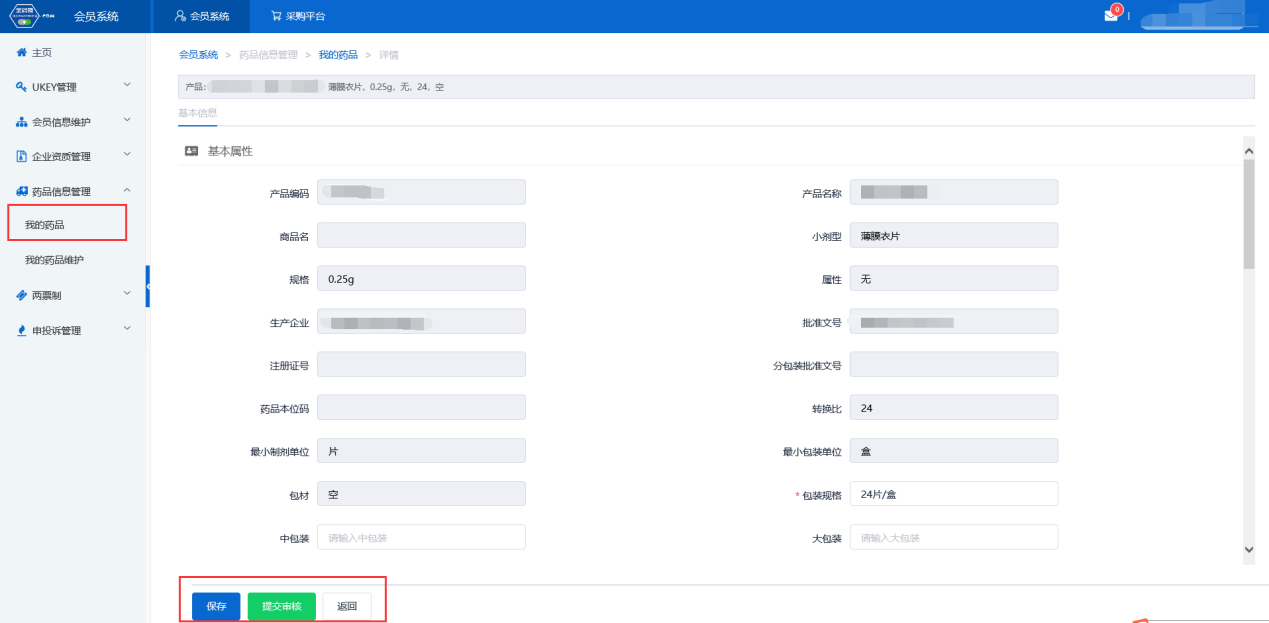 会员系统
会员系统
采购平台
0
主页
UKEY管理
会员信息维护
企业资质管理
药品信息管理
我的药品
我的药品维护
两票制
申投诉管理
会员系统 > 药品信息管理 > 我的药品 > 详情
产品: 薄膜衣片, 0.25g, 无, 24, 空
基本信息
基本属性
产品编码
产品名称
商品名
小剂型 薄膜衣片
规格 0.25g
属性 无
生产企业
批准文号
注册证号
分包装批准文号
药品本位码
转换比 24
最小制剂单位 片
最小包装单位 盒
包材 空
* 包装规格 24片/盒
中包装 请输入中包装
大包装 请输入大包装
保存 提交审核 返回